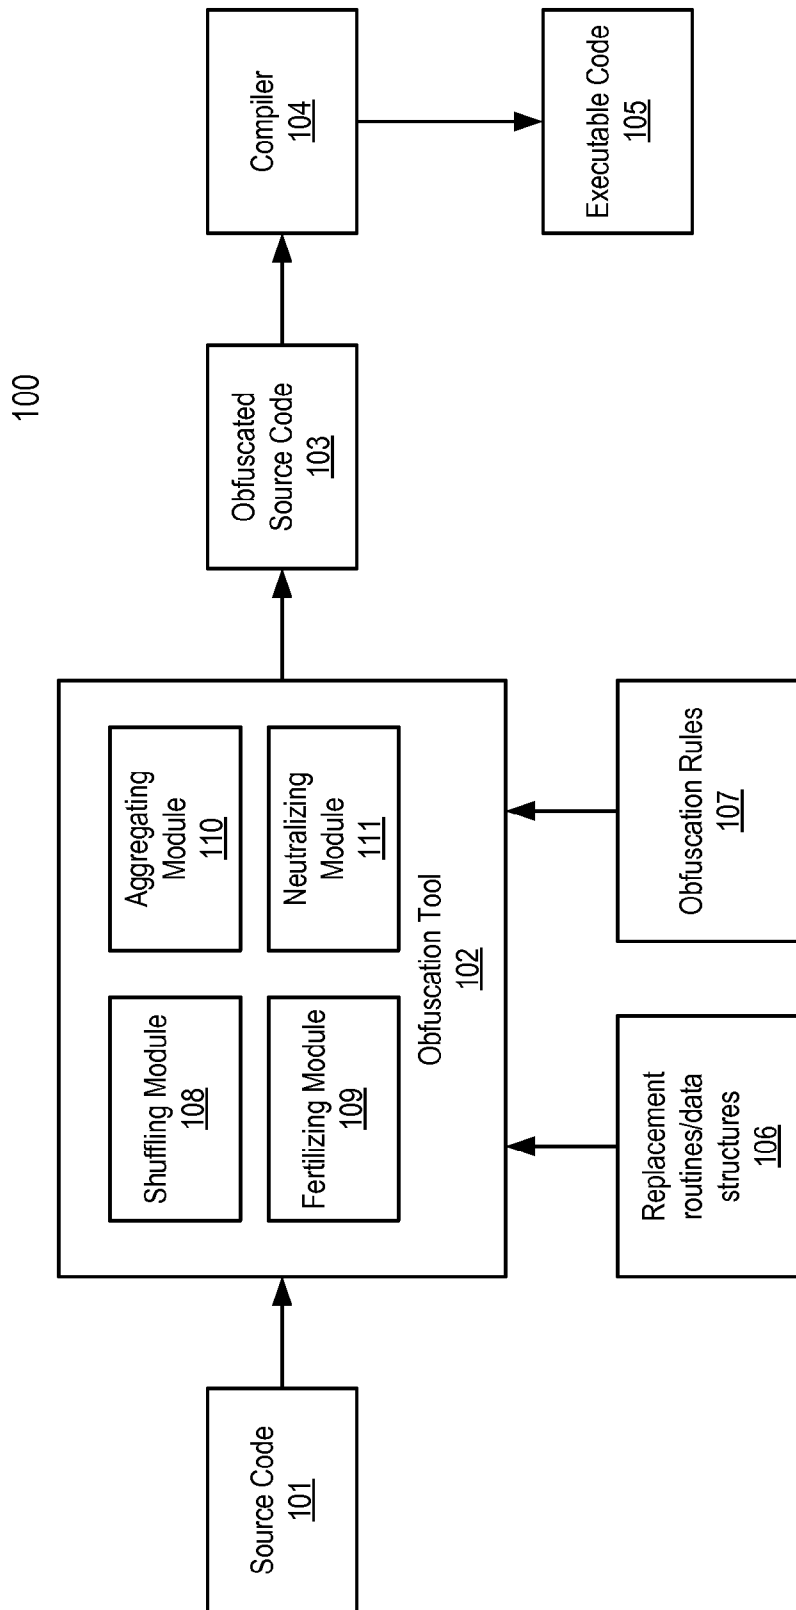 100
Source Code
101
Shuffling Module
108
Aggregating
Module
110
Fertilizing Module
109
Neutralizing
Module
111
Obfuscation Tool
102
Replacement
routines/data
structures
106
Obfuscation Rules
107
Obfuscated
Source Code
103
Compiler
104
Executable Code
105